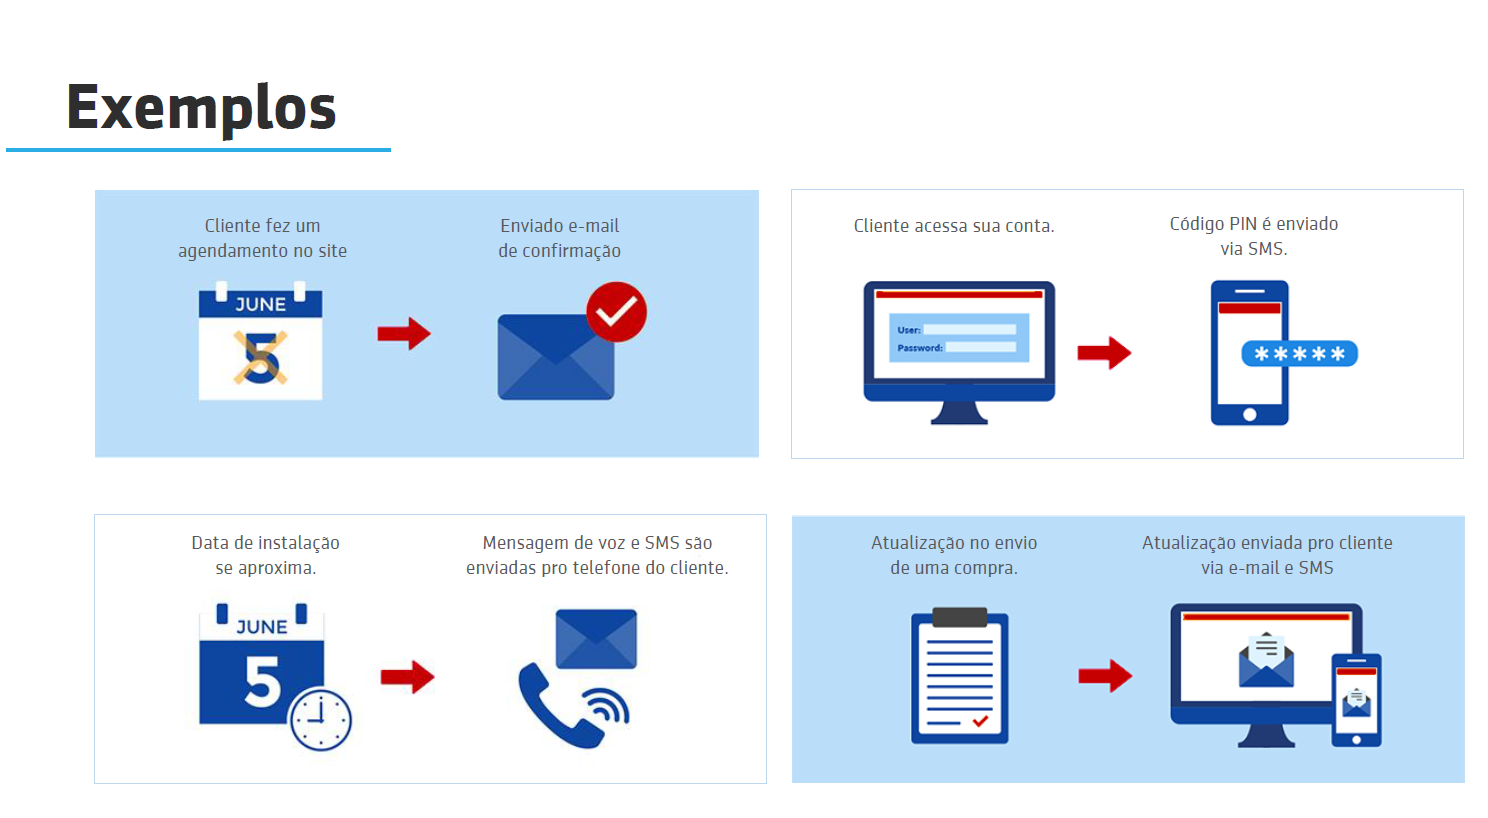 Exemplos
Cliente fez um
agendamento no site
JUNE
5
Enviado e-mail
de confirmação
Cliente acessa sua conta.
User:
Password:
Código PIN é enviado
via SMS.
*****
Data de instalação
se aproxima.
JUNE
5
Mensagem de voz e SMS são
enviadas pro telefone do cliente.
Atualização no envio
de uma compra.
Atualização enviada pro cliente
via e-mail e SMS